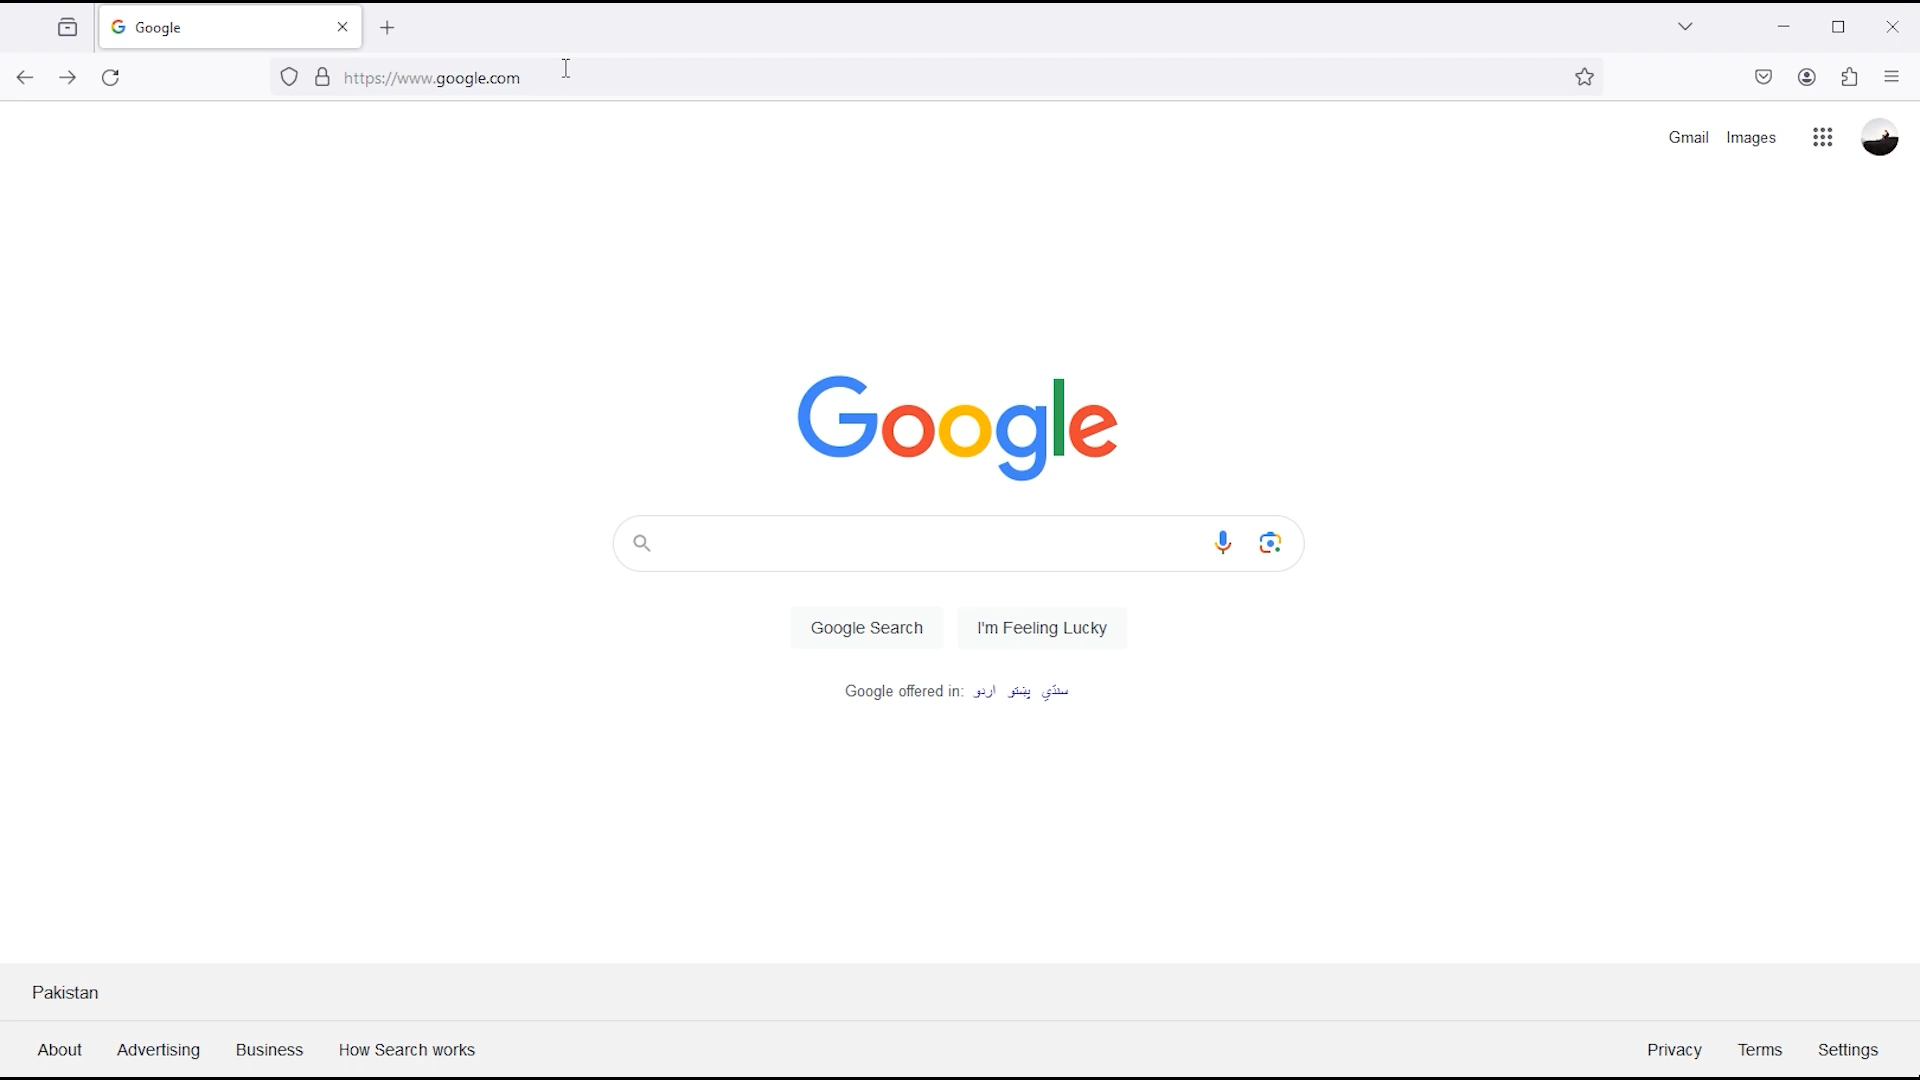 Google
https://www.google.com
Gmail Images
Google
Google Search I'm Feeling Lucky
Google offered in: اردو پښتو سنڌي
Pakistan
About Advertising Business How Search works Privacy Terms Settings